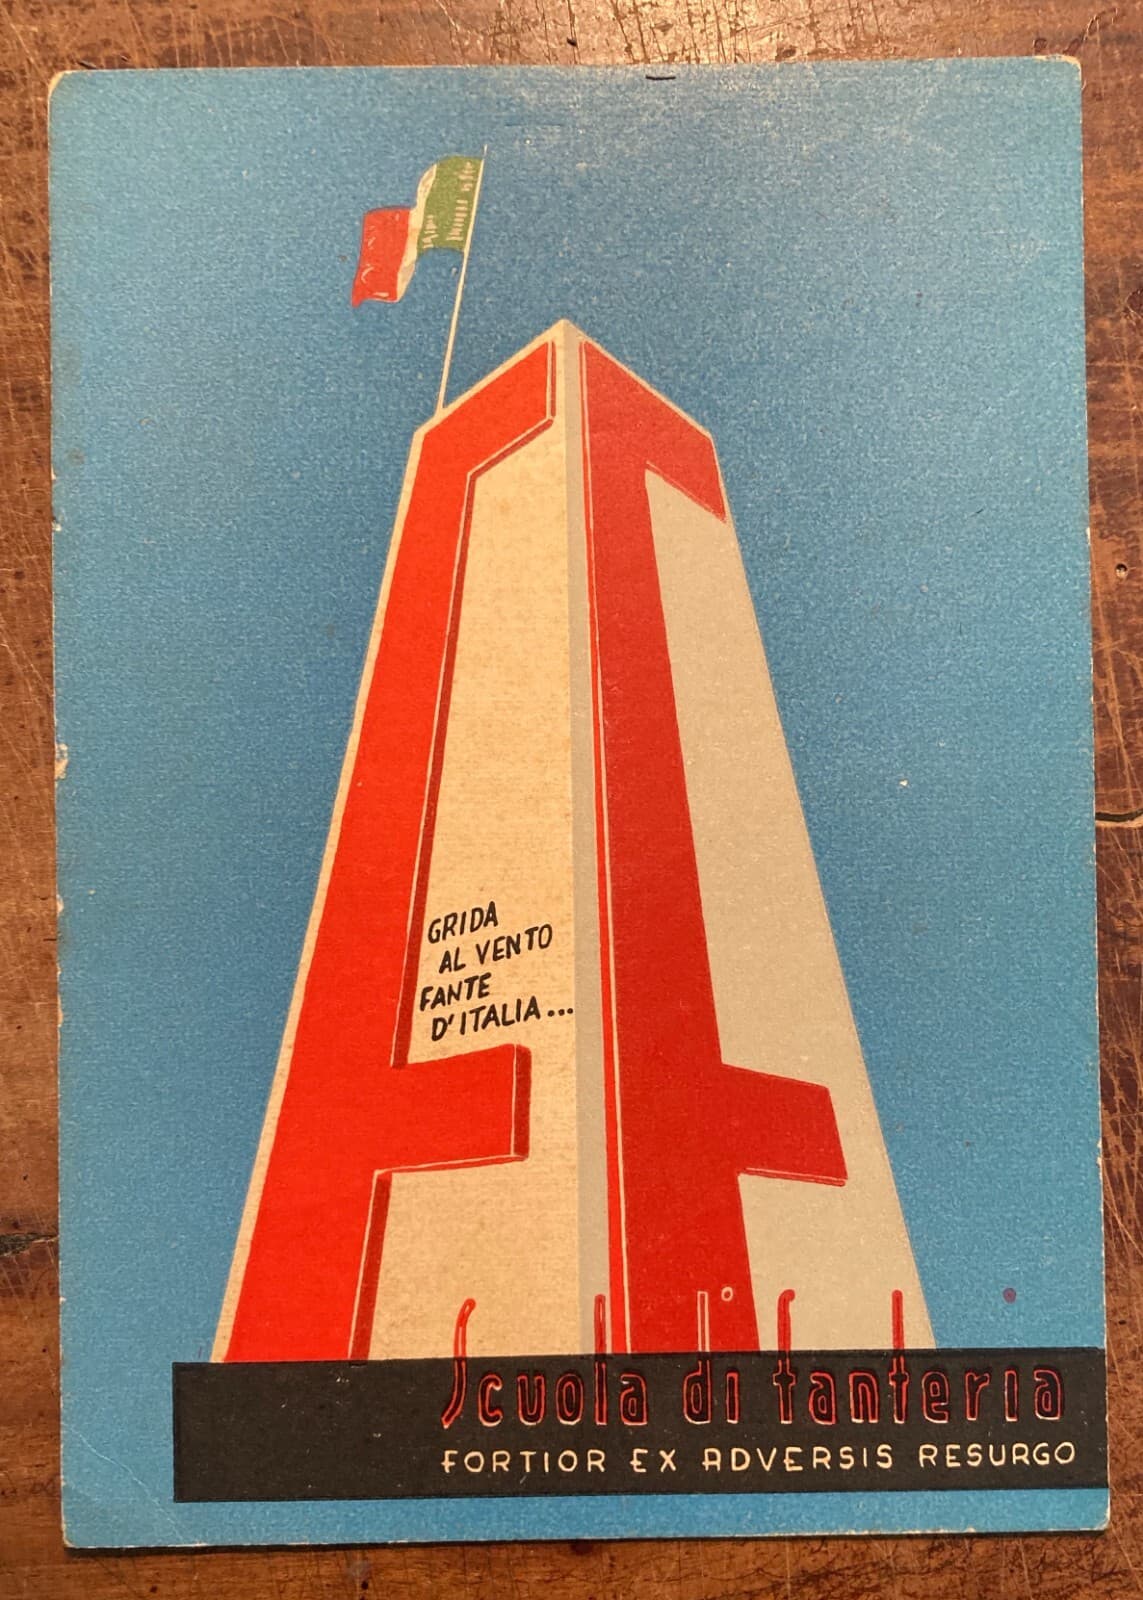 GRIDA
AL VENTO
FANTE
D'ITALIA...
Scuola di fanteria
FORTIOR EX ADVERSIS RESURGO